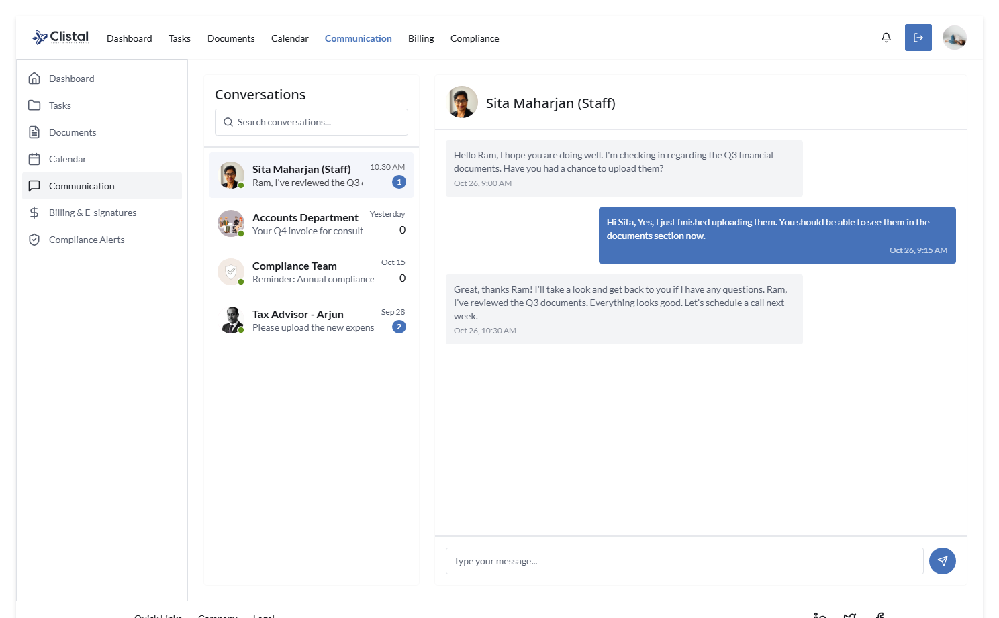 Clistal
Dashboard
Tasks
Documents
Calendar
Communication
Billing
Compliance
Dashboard
Tasks
Documents
Calendar
Communication
Billing & E-signatures
Compliance Alerts
Conversations
Search conversations...
Sita Maharjan (Staff)
10:30 AM
Ram, I've reviewed the Q3
1
Accounts Department
Yesterday
Your Q4 invoice for consult
0
Compliance Team
Oct 15
Reminder: Annual compliance
0
Tax Advisor - Arjun
Sep 28
Please upload the new expens
2
Sita Maharjan (Staff)
Hello Ram, I hope you are doing well. I'm checking in regarding the Q3 financial
documents. Have you had a chance to upload them?
Oct 26, 9:00 AM
Hi Sita, Yes, I just finished uploading them. You should be able to see them in the
documents section now.
Oct 26, 9:15 AM
Great, thanks Ram! I'll take a look and get back to you if I have any questions. Ram,
I've reviewed the Q3 documents. Everything looks good. Let's schedule a call next
week.
Oct 26, 10:30 AM
Type your message...
Quick Links
Company
Legal